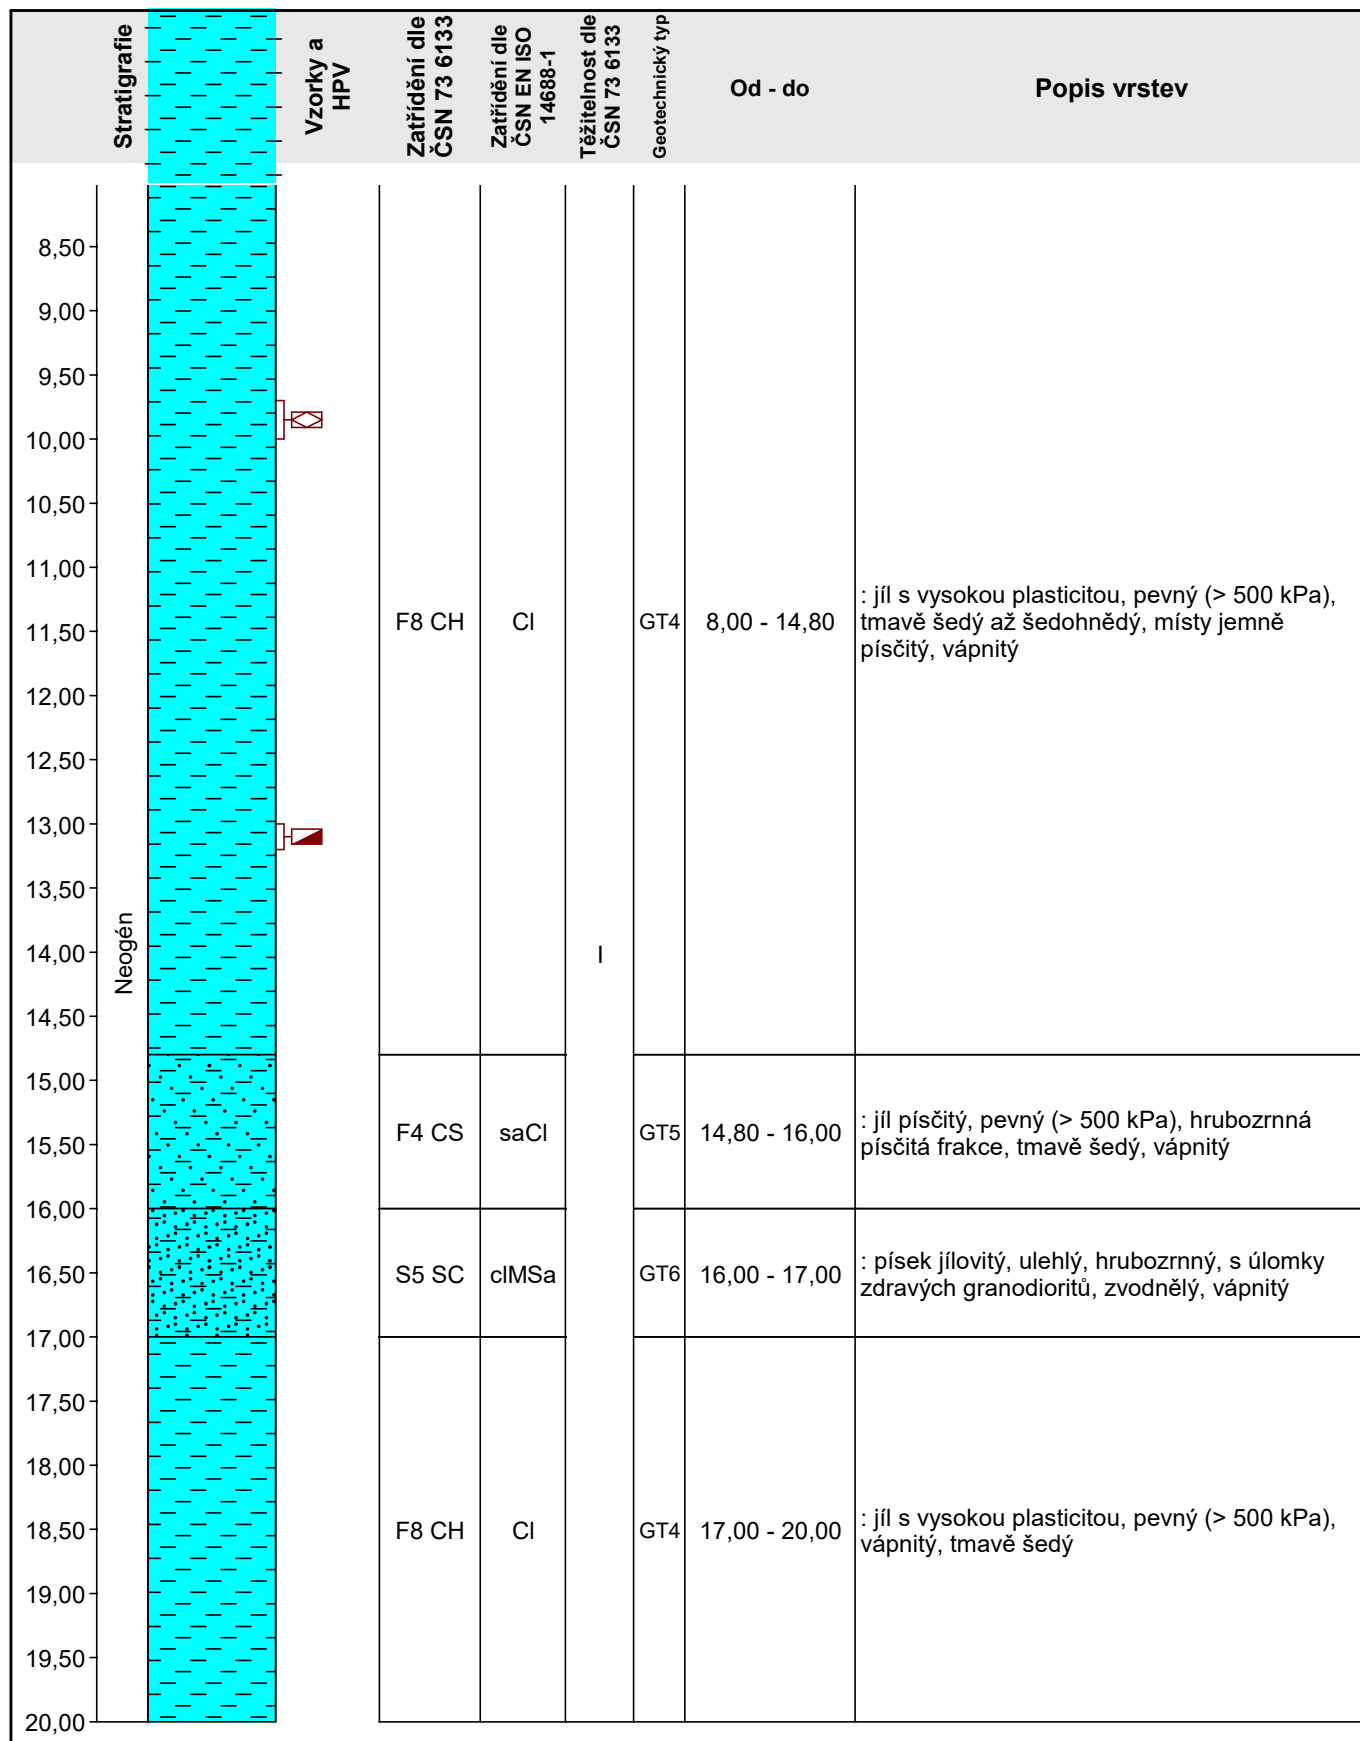 Stratigrafie
Vzorky a
HPV
Zatřídění dle
ČSN 73 6133
Zatřídění dle
ČSN EN ISO
14688-1
Těžitelnost dle
ČSN 73 6133
Geotechnický typ
Od - do
Popis vrstev
8,50
9,00
9,50
10,00
10,50
11,00
11,50
12,00
12,50
13,00
13,50
14,00
14,50
15,00
15,50
16,00
16,50
17,00
17,50
18,00
18,50
19,00
19,50
20,00
Neogén
I
F8 CH
Cl
GT4
8,00 - 14,80
: jíl s vysokou plasticitou, pevný (> 500 kPa),
tmavě šedý až šedohnědý, místy jemně
písčitý, vápnitý
F4 CS
saCl
GT5
14,80 - 16,00
: jíl písčitý, pevný (> 500 kPa), hrubozrnná
písčitá frakce, tmavě šedý, vápnitý
S5 SC
clMSa
GT6
16,00 - 17,00
: písek jílovitý, ulehlý, hrubozrnný, s úlomky
zdravých granodioritů, zvodnělý, vápnitý
F8 CH
Cl
GT4
17,00 - 20,00
: jíl s vysokou plasticitou, pevný (> 500 kPa),
vápnitý, tmavě šedý